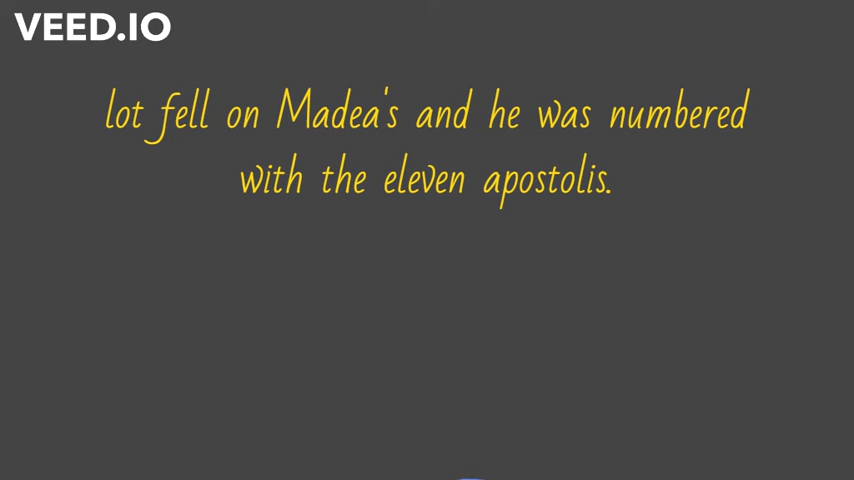 VEED.IO
lot fell on Madea's and he was numbered
with the eleven apostolis.